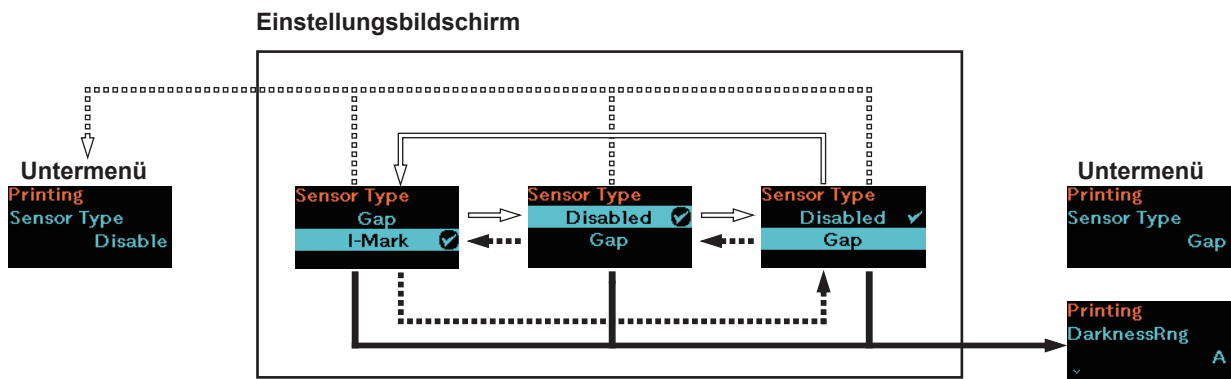 Einstellungsbildschirm
Untermenü
Printing
Sensor Type
Disable
Sensor Type
Gap
I-Mark
Sensor Type
Disabled
Gap
Sensor Type
Disabled
Gap
Untermenü
Printing
Sensor Type
Gap
Printing
DarknessRng
A